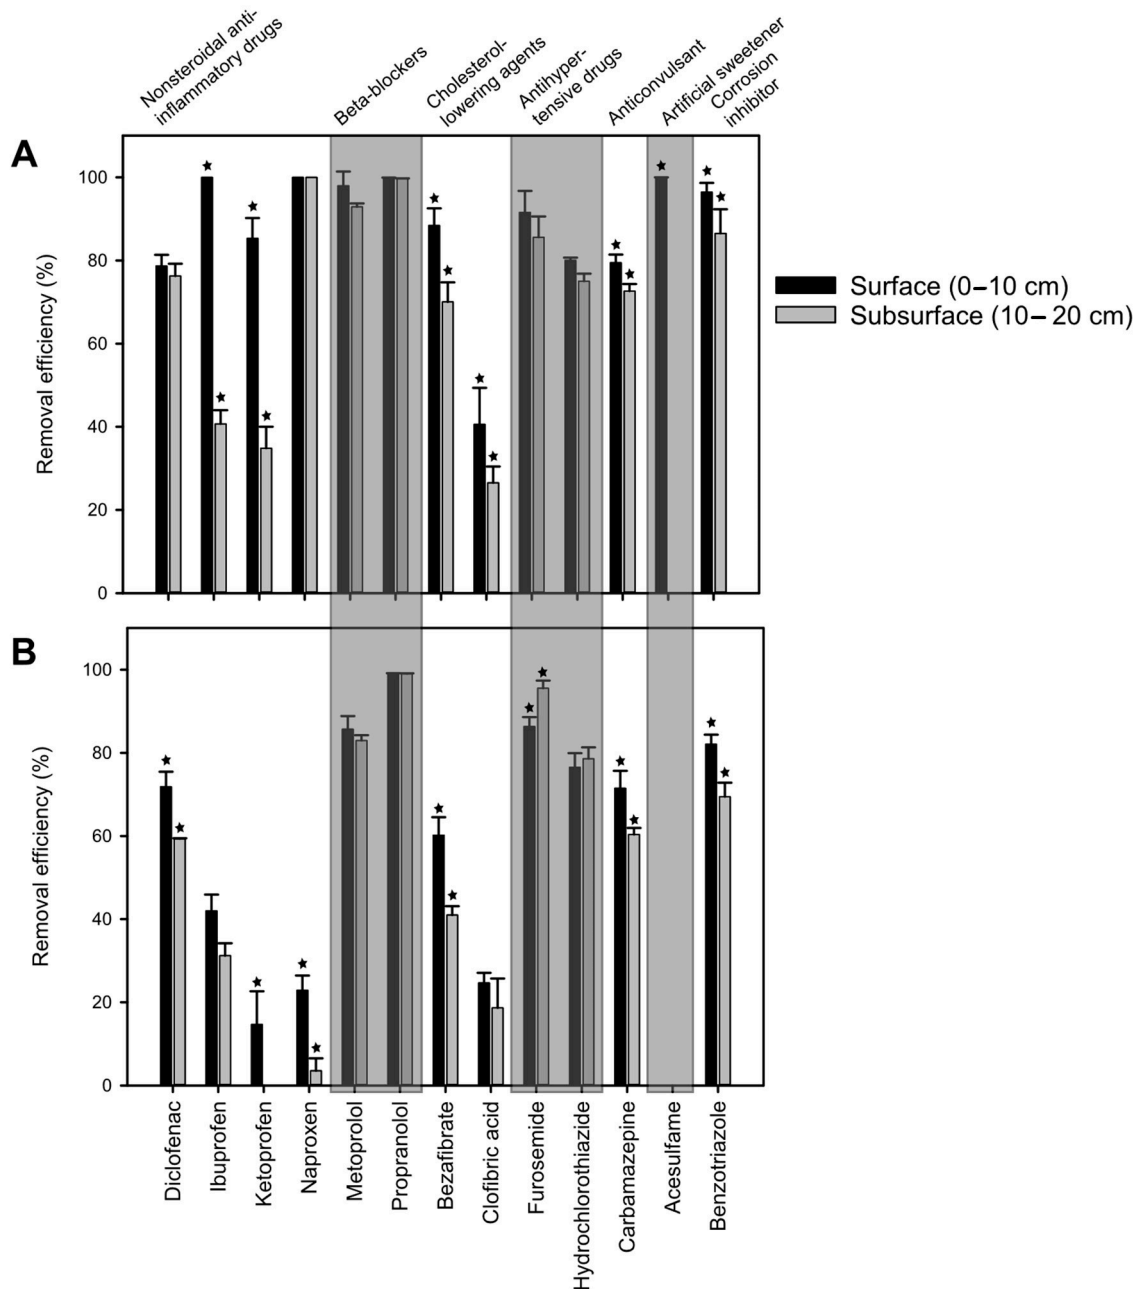 Nonsteroidal anti-
inflammatory drugs
Beta-blockers
Cholesterol-
lowering agents
Antihyper-
tensive drugs
Anticonvulsant
Artificial sweetener
Corrosion
inhibitor
A
100
80
60
40
20
0
Removal efficiency (%)
Surface (0–10 cm)
Subsurface (10–20 cm)
B
100
80
60
40
20
0
Removal efficiency (%)
Diclofenac
Ibuprofen
Ketoprofen
Naproxen
Metoprolol
Propranolol
Bezafibrate
Clofibric acid
Furosemide
Hydrochlorothiazide
Carbamazepine
Acesulfame
Benzotriazole